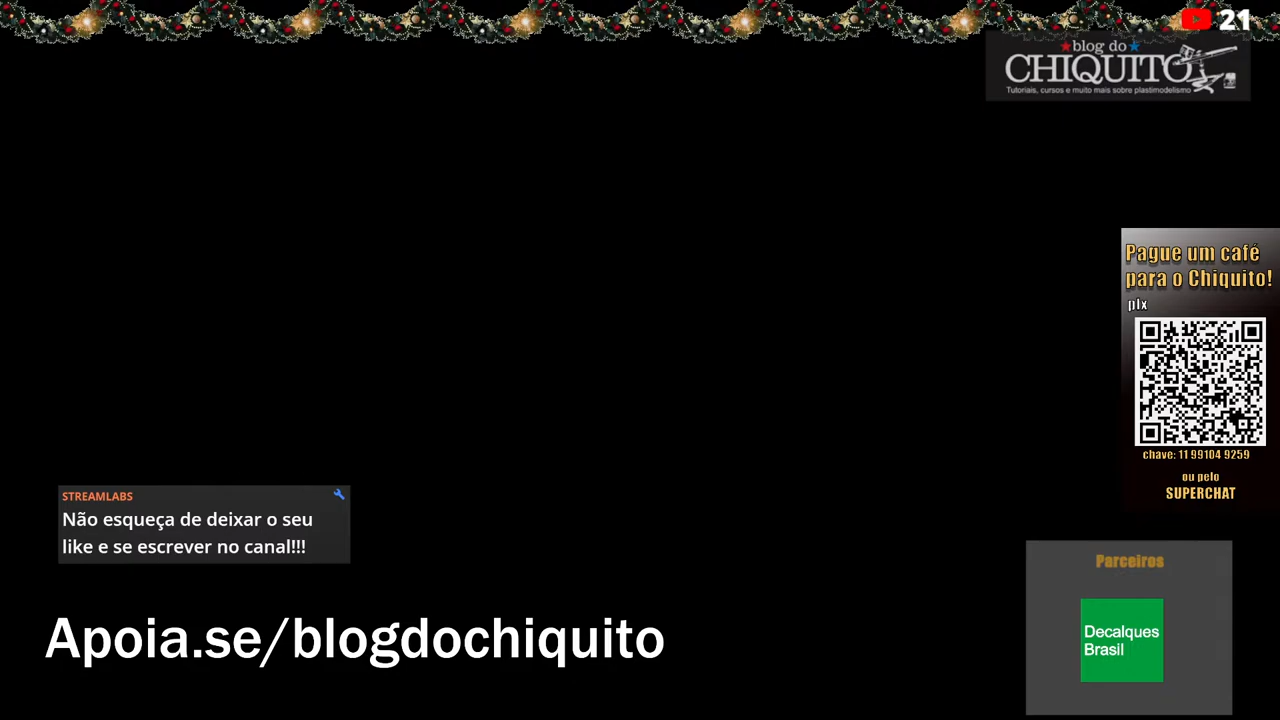 21
blog do
CHIQUITO
Tutoriais, cursos e muito mais sobre plastimodelismo
Pague um café
para o Chiquito!
pix
chave: 11 99104 9259
ou pelo
SUPERCHAT
STREAMLABS
Não esqueça de deixar o seu
like e se escrever no canal!!!
Apoia.se/blogdochiquito
Parceiros
Decalques
Brasil